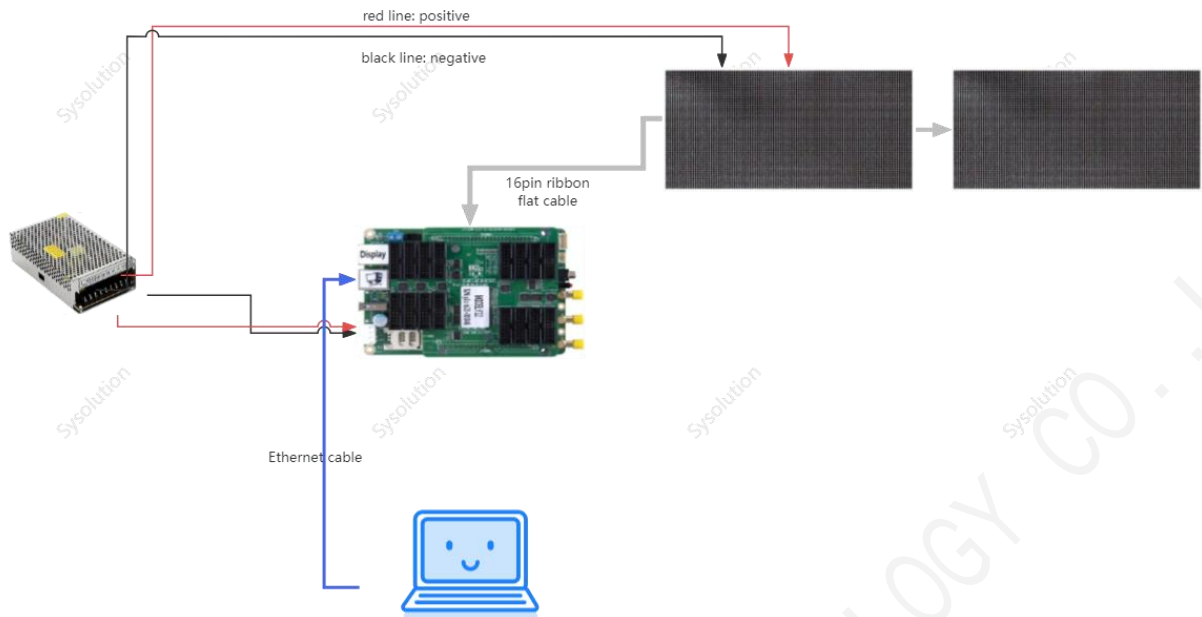 red line: positive
black line: negative
Sysolution
Sysolution
Sysolution
16pin ribbon
flat cable
Display
Sysolution
Sysolution
Sysolution
Sysolution
Ethernet cable
LOGY CO.,